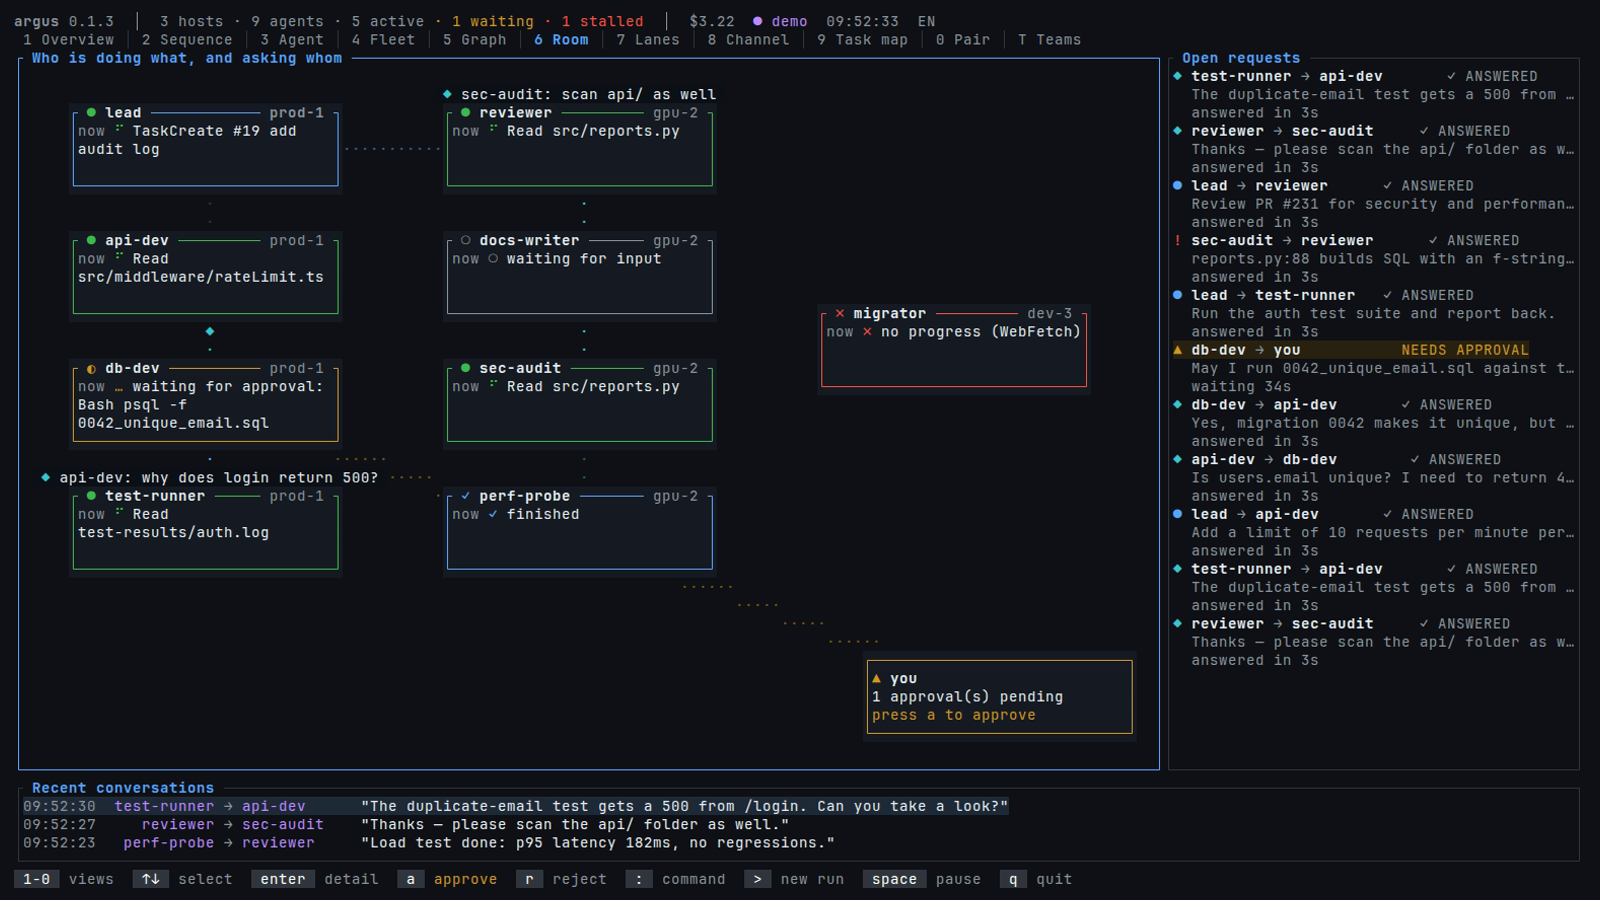 argus 0.1.3 │ 3 hosts · 9 agents · 5 active · 1 waiting · 1 stalled │ $3.22 ● demo 09:52:33 EN
1 Overview │ 2 Sequence │ 3 Agent │ 4 Fleet │ 5 Graph │ 6 Room │ 7 Lanes │ 8 Channel │ 9 Task map │ 0 Pair │ T Teams
Who is doing what, and asking whom
◆ sec-audit: scan api/ as well
● lead prod-1
now TaskCreate #19 add
audit log
● reviewer gpu-2
now Read src/reports.py
● api-dev prod-1
now Read
src/middleware/rateLimit.ts
○ docs-writer gpu-2
now ○ waiting for input
× migrator dev-3
now × no progress (WebFetch)
◐ db-dev prod-1
now … waiting for approval:
Bash psql -f
0042_unique_email.sql
● sec-audit gpu-2
now Read src/reports.py
◆ api-dev: why does login return 500?
● test-runner prod-1
now Read
test-results/auth.log
✓ perf-probe gpu-2
now ✓ finished
▲ you
1 approval(s) pending
press a to approve
Open requests
◆ test-runner → api-dev ✓ ANSWERED
The duplicate-email test gets a 500 from …
answered in 3s
◆ reviewer → sec-audit ✓ ANSWERED
Thanks — please scan the api/ folder as w…
answered in 3s
● lead → reviewer ✓ ANSWERED
Review PR #231 for security and performan…
answered in 3s
! sec-audit → reviewer ✓ ANSWERED
reports.py:88 builds SQL with an f-string…
answered in 3s
● lead → test-runner ✓ ANSWERED
Run the auth test suite and report back.
answered in 3s
▲ db-dev → you NEEDS APPROVAL
May I run 0042_unique_email.sql against t…
waiting 34s
◆ db-dev → api-dev ✓ ANSWERED
Yes, migration 0042 makes it unique, but …
answered in 3s
◆ api-dev → db-dev ✓ ANSWERED
Is users.email unique? I need to return 4…
answered in 3s
● lead → api-dev ✓ ANSWERED
Add a limit of 10 requests per minute per…
answered in 3s
◆ test-runner → api-dev ✓ ANSWERED
The duplicate-email test gets a 500 from …
answered in 3s
◆ reviewer → sec-audit ✓ ANSWERED
Thanks — please scan the api/ folder as w…
answered in 3s
Recent conversations
09:52:30 test-runner → api-dev "The duplicate-email test gets a 500 from /login. Can you take a look?"
09:52:27 reviewer → sec-audit "Thanks — please scan the api/ folder as well."
09:52:23 perf-probe → reviewer "Load test done: p95 latency 182ms, no regressions."
1-0 views ↑↓ select enter detail a approve r reject : command > new run space pause q quit